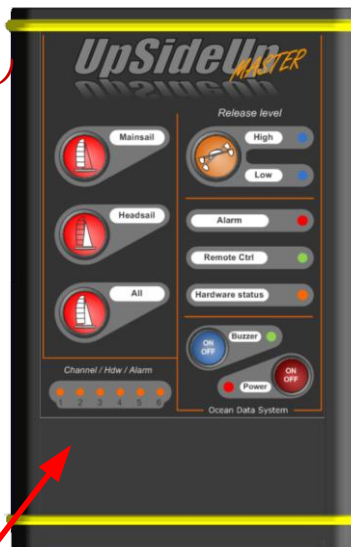 UpSideUp
MASTER
Mainsail
Headsail
All
Channel / Hdw / Alarm
1 2 3 4 5 6
Release level
High
Low
Alarm
Remote Ctrl
Hardware status
ON
OFF
Buzzer
Power
ON
OFF
Ocean Data System